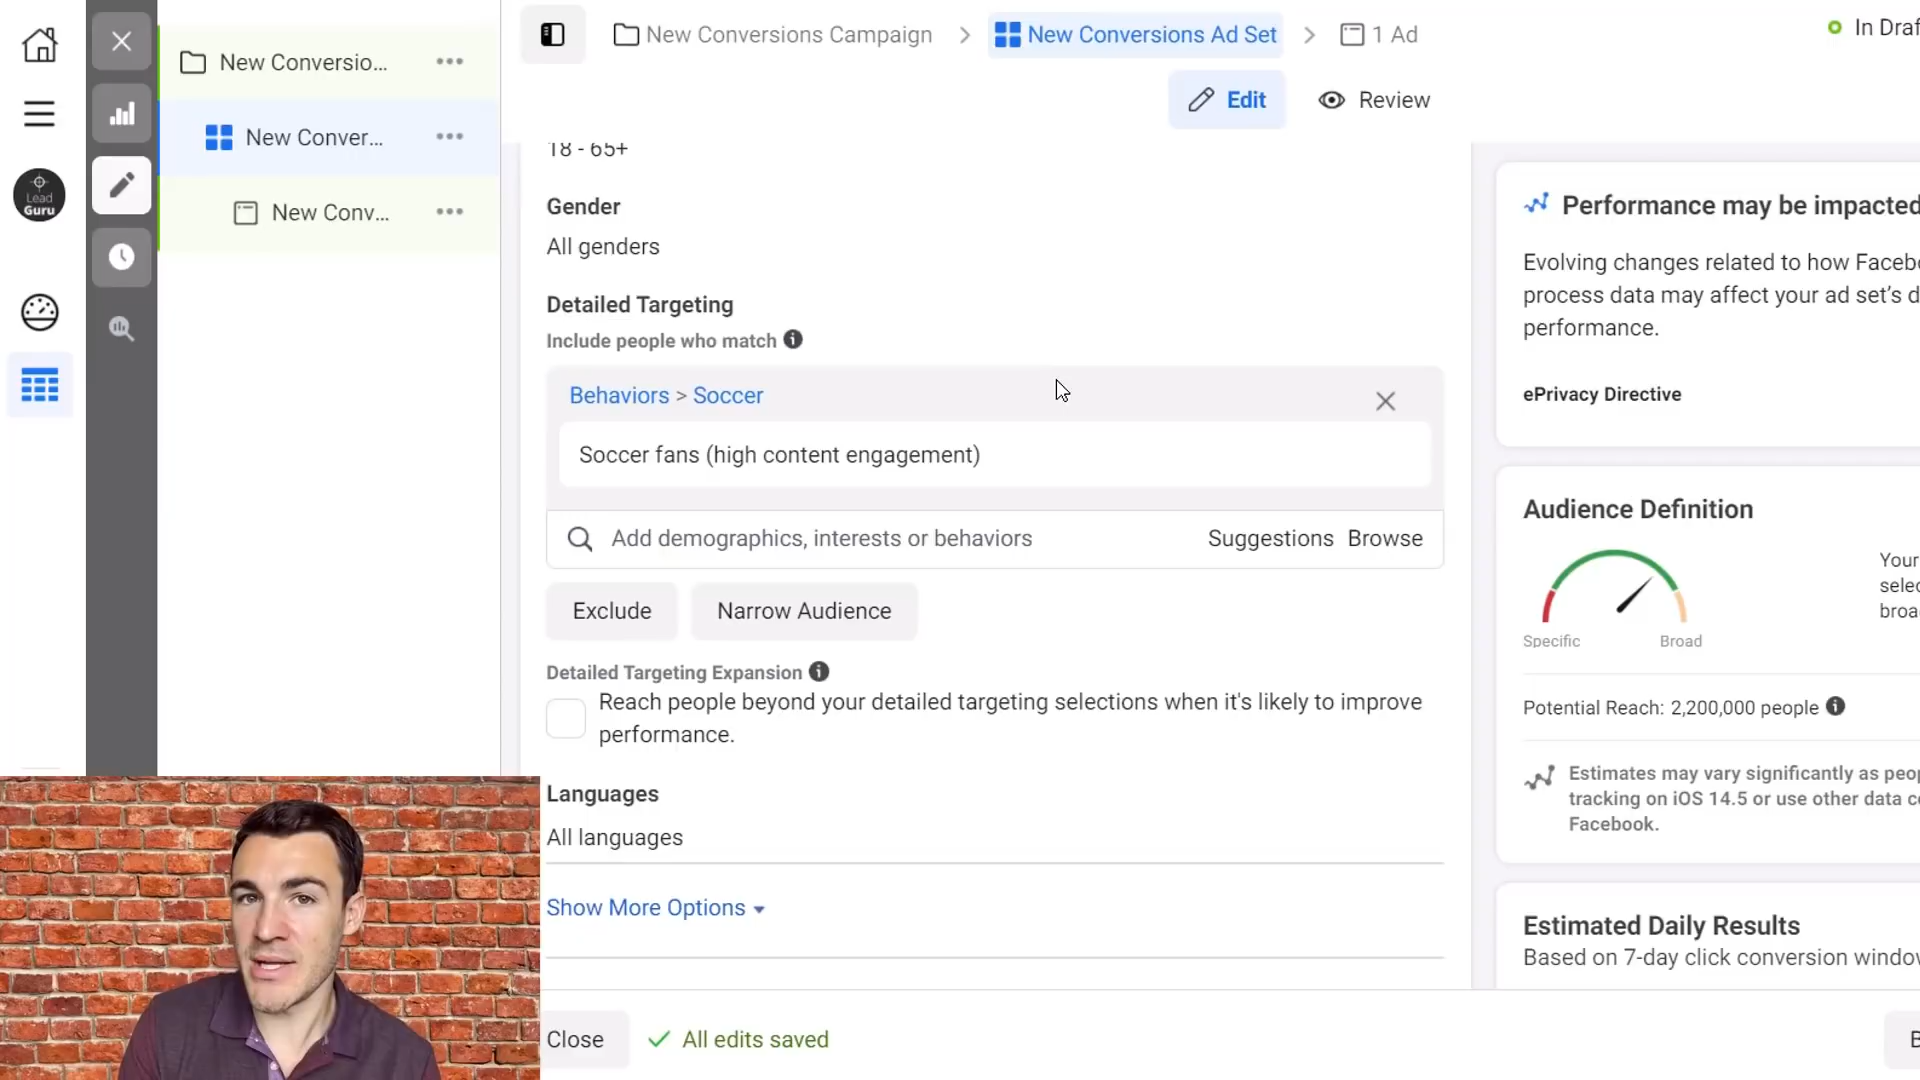 New Conversions Campaign > New Conversions Ad Set > 1 Ad
In Draf
Edit Review
New Conversio...
New Conver...
New Conv...
Lead
Guru
18 - 65+
Gender
All genders
Detailed Targeting
Include people who match
Behaviors > Soccer
Soccer fans (high content engagement)
Add demographics, interests or behaviors Suggestions Browse
Exclude Narrow Audience
Detailed Targeting Expansion
Reach people beyond your detailed targeting selections when it's likely to improve
performance.
Languages
All languages
Show More Options
Close All edits saved
Performance may be impacted
Evolving changes related to how Facebo
process data may affect your ad set's d
performance.
ePrivacy Directive
Audience Definition
Specific Broad
Your
selec
broa
Potential Reach: 2,200,000 people
Estimates may vary significantly as peop
tracking on iOS 14.5 or use other data c
Facebook.
Estimated Daily Results
Based on 7-day click conversion window